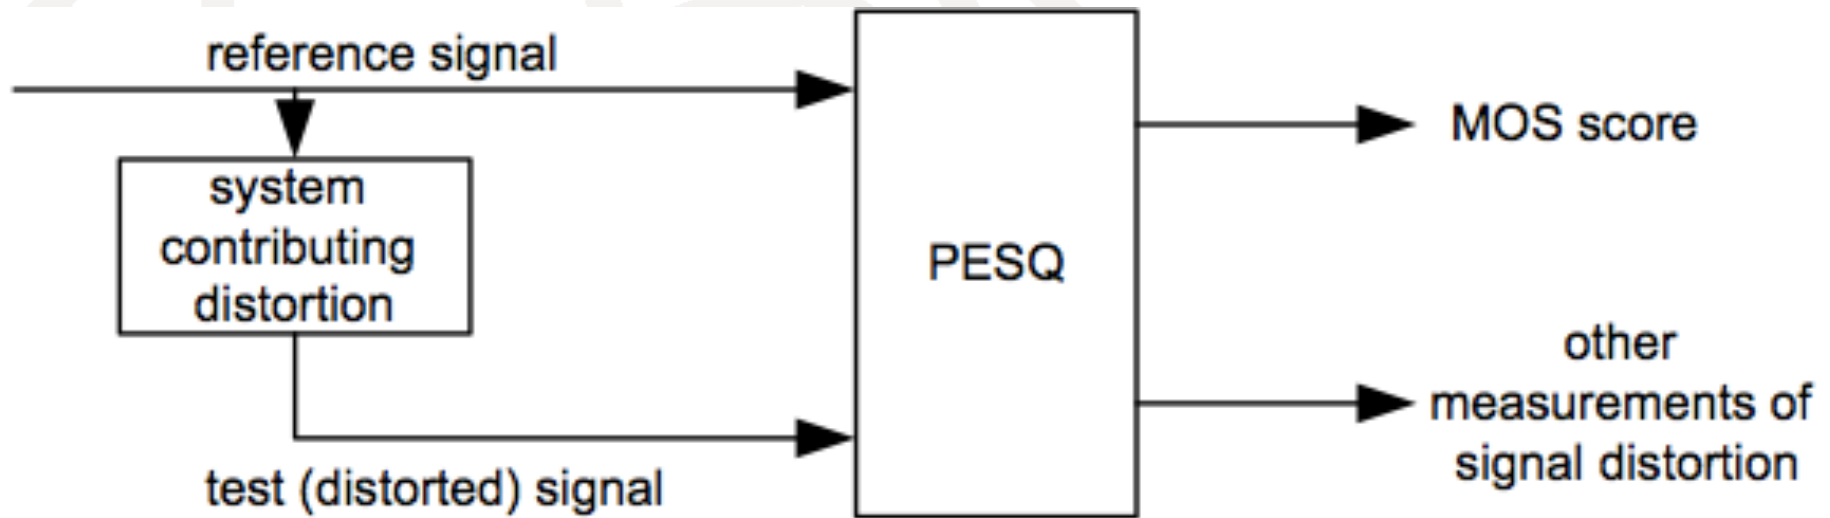 reference signal
system
contributing
distortion
test (distorted) signal
PESQ
MOS score
other
measurements of
signal distortion